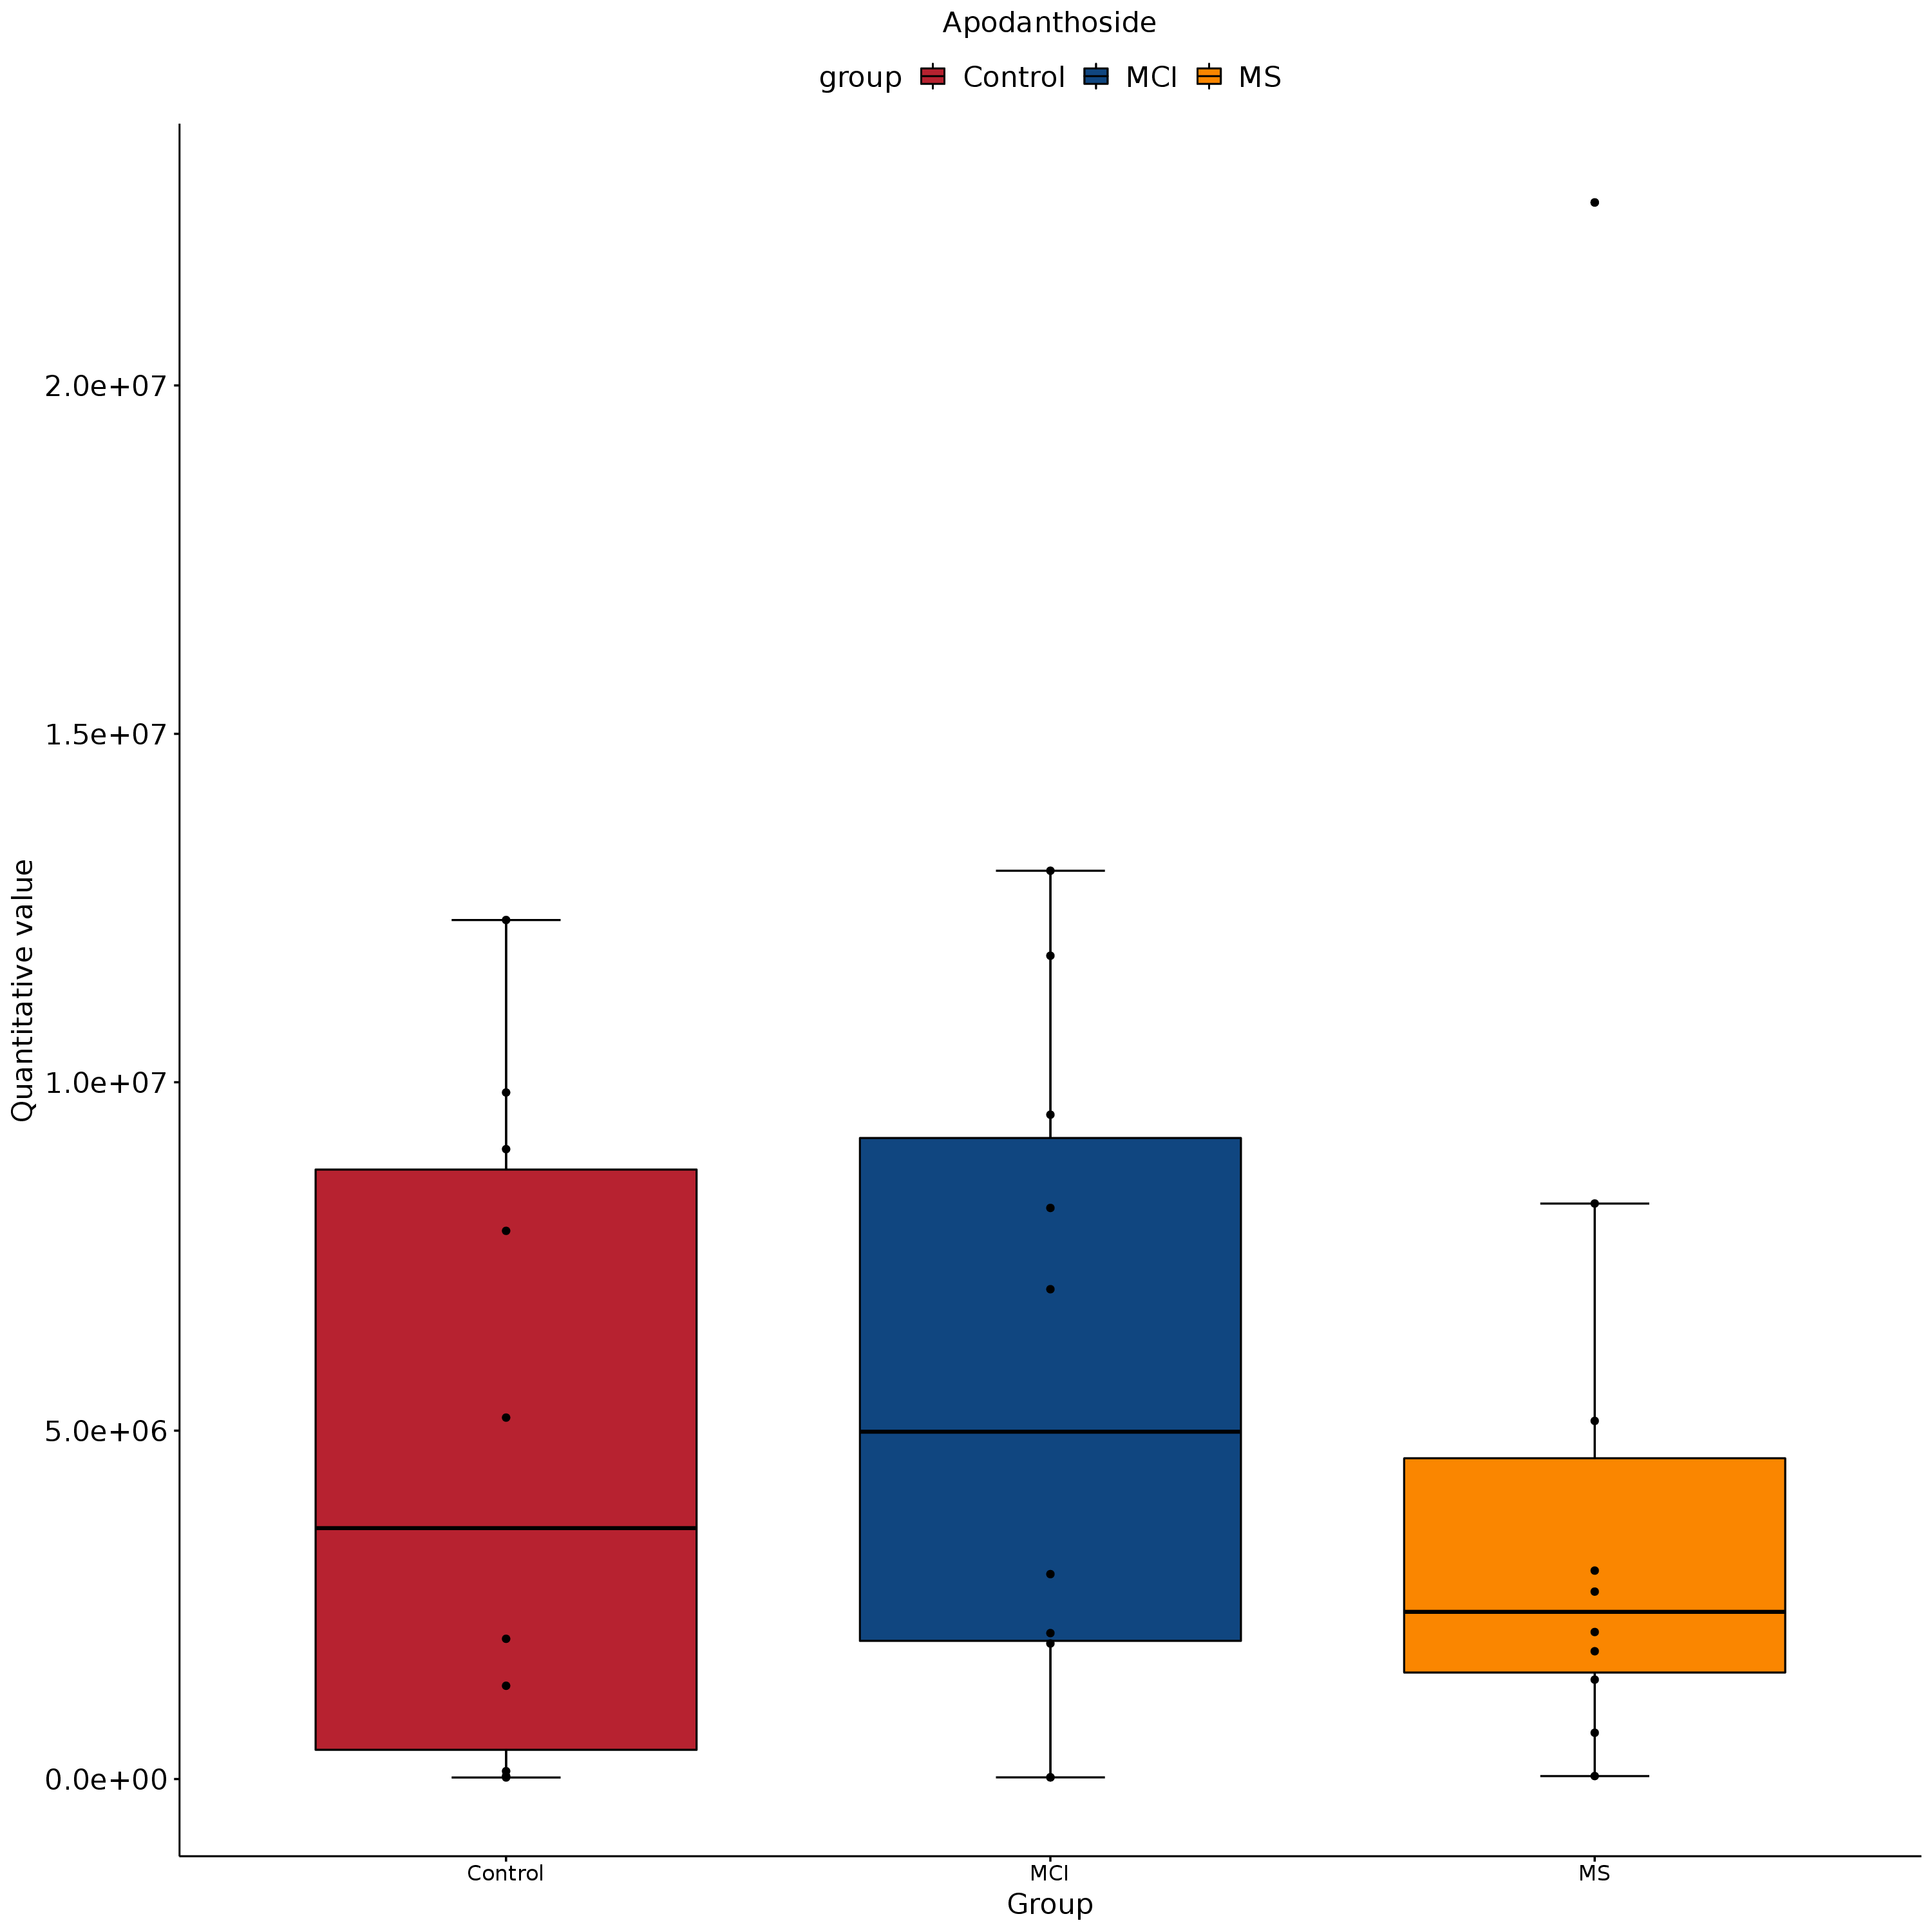 Apodanthoside
group Control MCI MS
Quantitative value
2.0e+07
1.5e+07
1.0e+07
5.0e+06
0.0e+00
Control MCI MS
Group